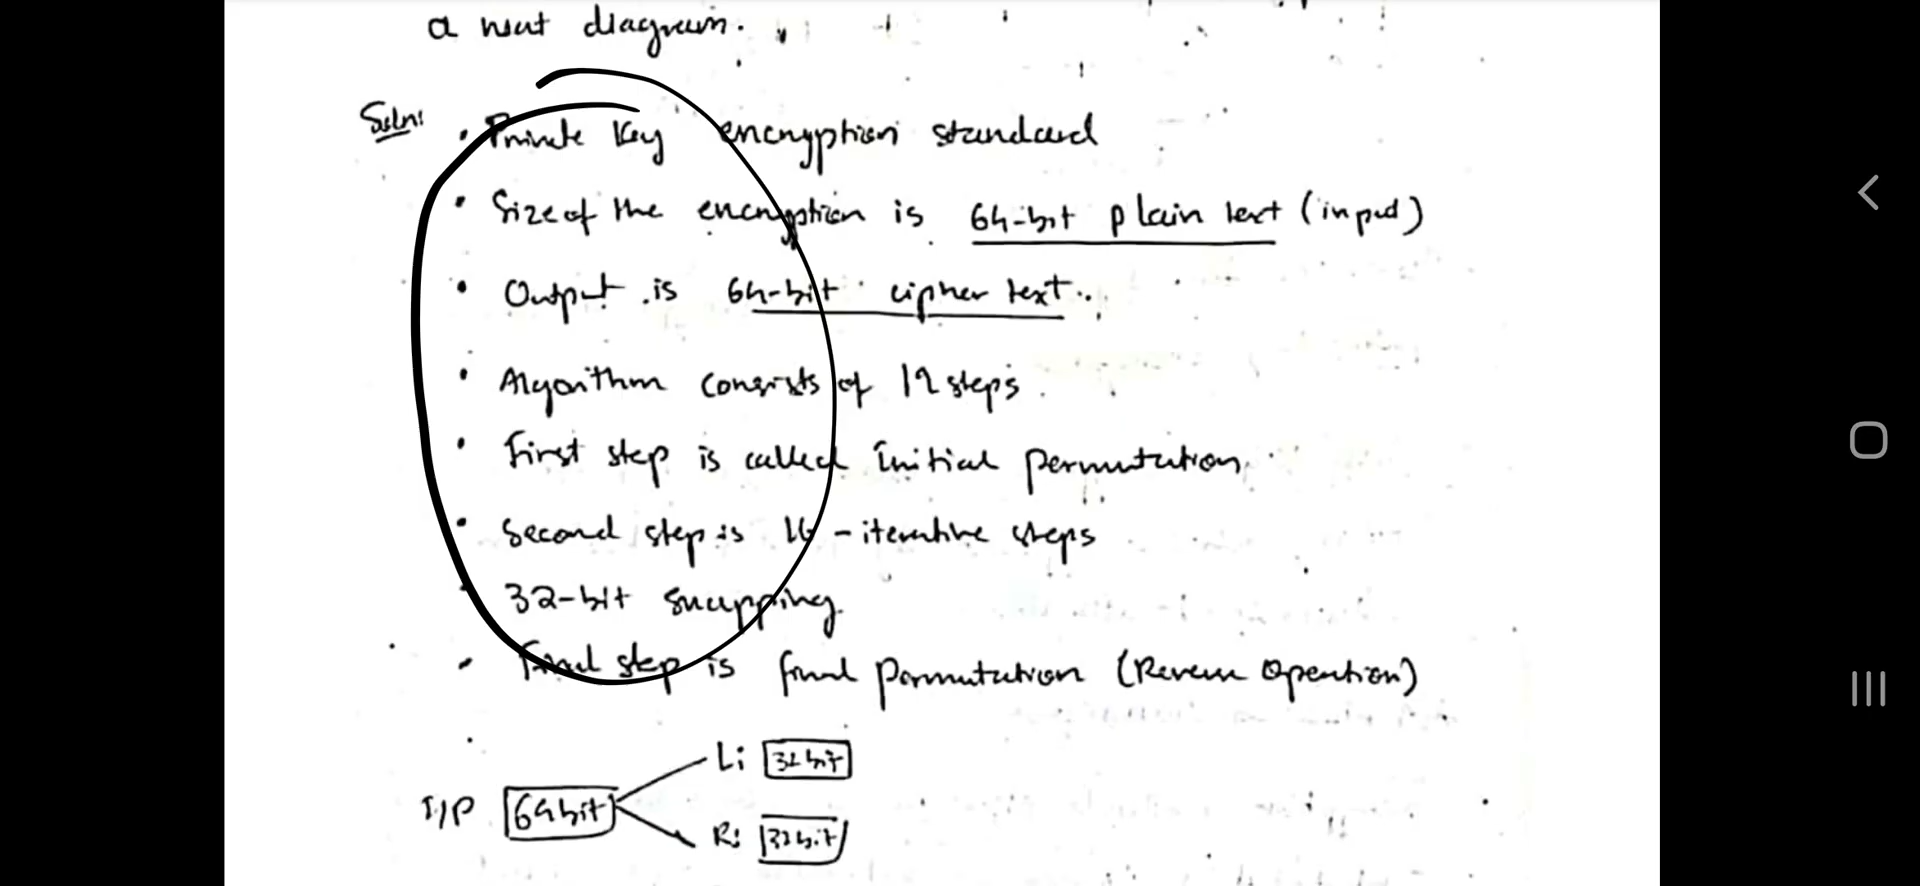 a neat diagram.
Soln:
• Private Key encryption standard
• Size of the encryption is 64-bit plain text (input)
• Output is 64-bit cipher text.
• Algorithm consists of 19 steps.
• First step is called Initial permutation
• Second step is 16-iterative steps
• 32-bit swapping.
• Final step is final permutation (Reverse Operation)
Li 32 bit
I/P 64 bit
Ri 32 bit